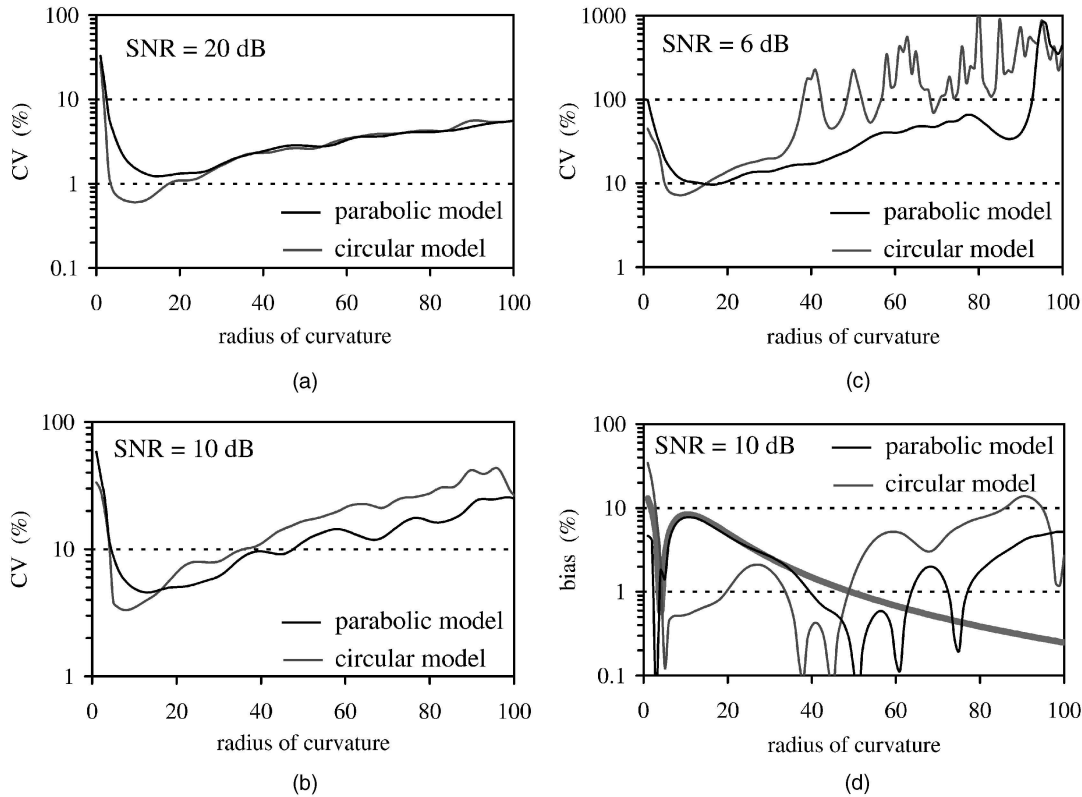 100
10
1
0.1
CV (%)
SNR = 20 dB
parabolic model
circular model
0 20 40 60 80 100
radius of curvature
(a)
1000
100
10
1
CV (%)
SNR = 6 dB
parabolic model
circular model
0 20 40 60 80 100
radius of curvature
(c)
100
10
1
CV (%)
SNR = 10 dB
parabolic model
circular model
0 20 40 60 80 100
radius of curvature
(b)
100
10
1
0.1
bias (%)
SNR = 10 dB
parabolic model
circular model
0 20 40 60 80 100
radius of curvature
(d)